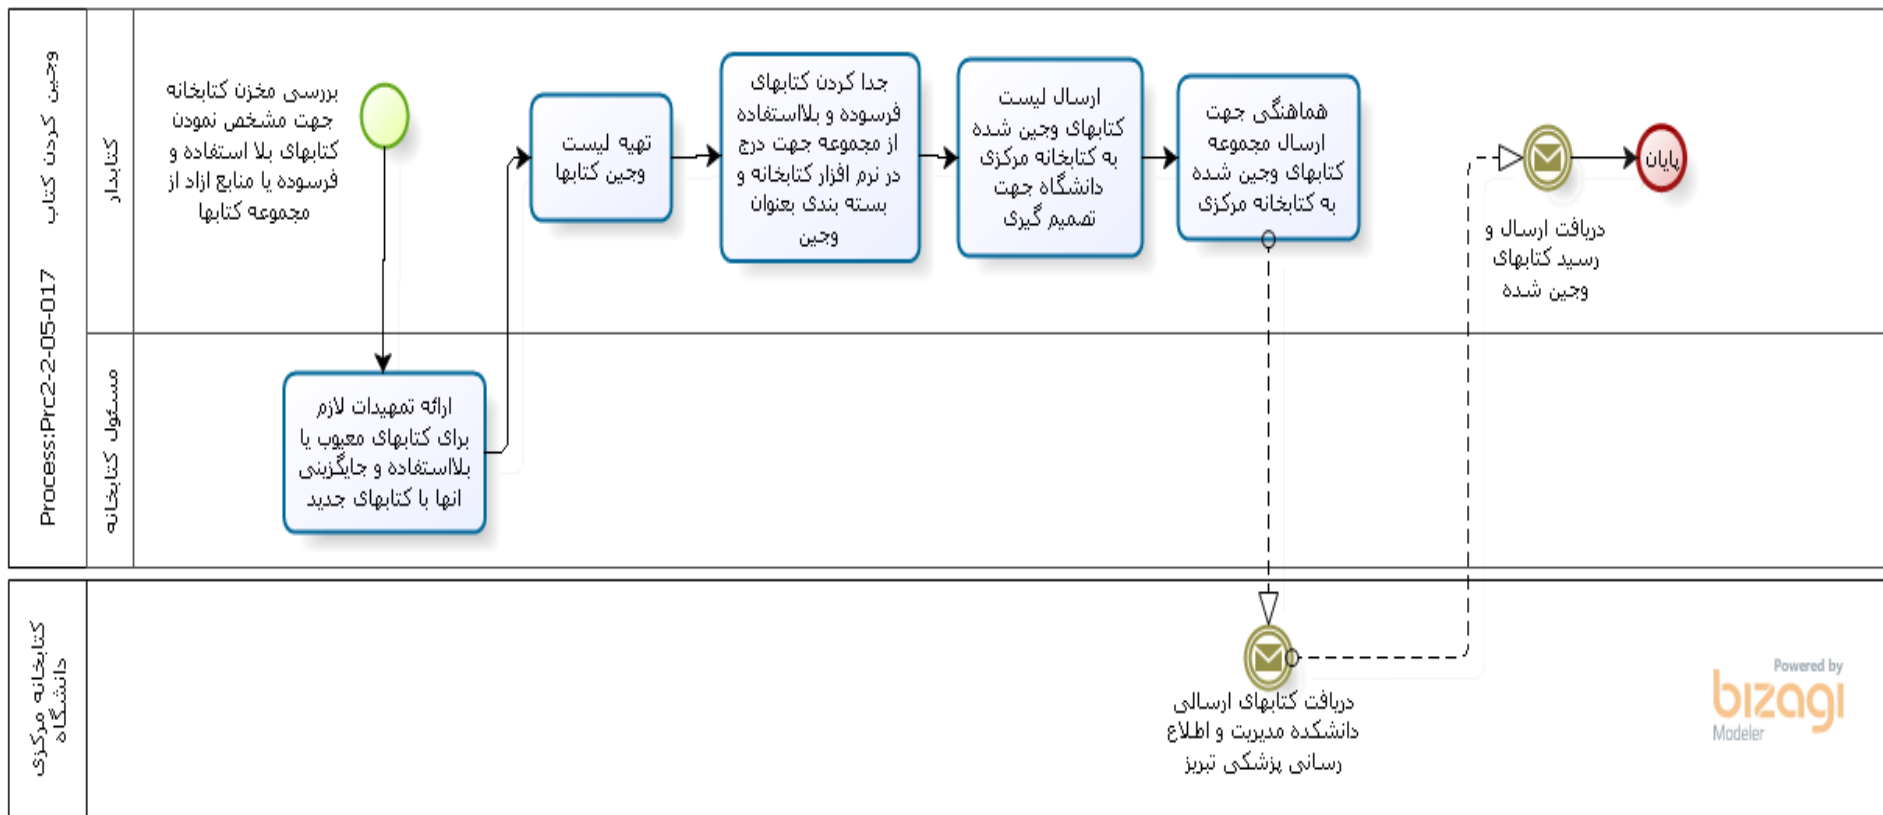 وجین کردن کتاب
Process:Prc2-2-05-017
کتابدار
بررسی مخزن کتابخانه
جهت مشخص نمودن
کتابهای بلا استفاده و
فرسوده یا منابع ازاد از
مجموعه کتابها
تهیه لیست
وجین کتابها
جدا کردن کتابهای
فرسوده و بلااستفاده
از مجموعه جهت درج
در نرم افزار کتابخانه و
بسته بندی بعنوان
وجین
ارسال لیست
کتابهای وجین شده
به کتابخانه مرکزی
دانشگاه جهت
تصمیم گیری
هماهنگی جهت
ارسال مجموعه
کتابهای وجین شده
به کتابخانه مرکزی
دریافت ارسال و
رسید کتابهای
وجین شده
پایان
مسئول کتابخانه
ارائه تمهیدات لازم
برای کتابهای معیوب یا
بلااستفاده و جایگزینی
انها با کتابهای جدید
کتابخانه مرکزی
دانشگاه
دریافت کتابهای ارسالی
دانشکده مدیریت و اطلاع
رسانی پزشکی تبریز
Powered by
bizagi
Modeler